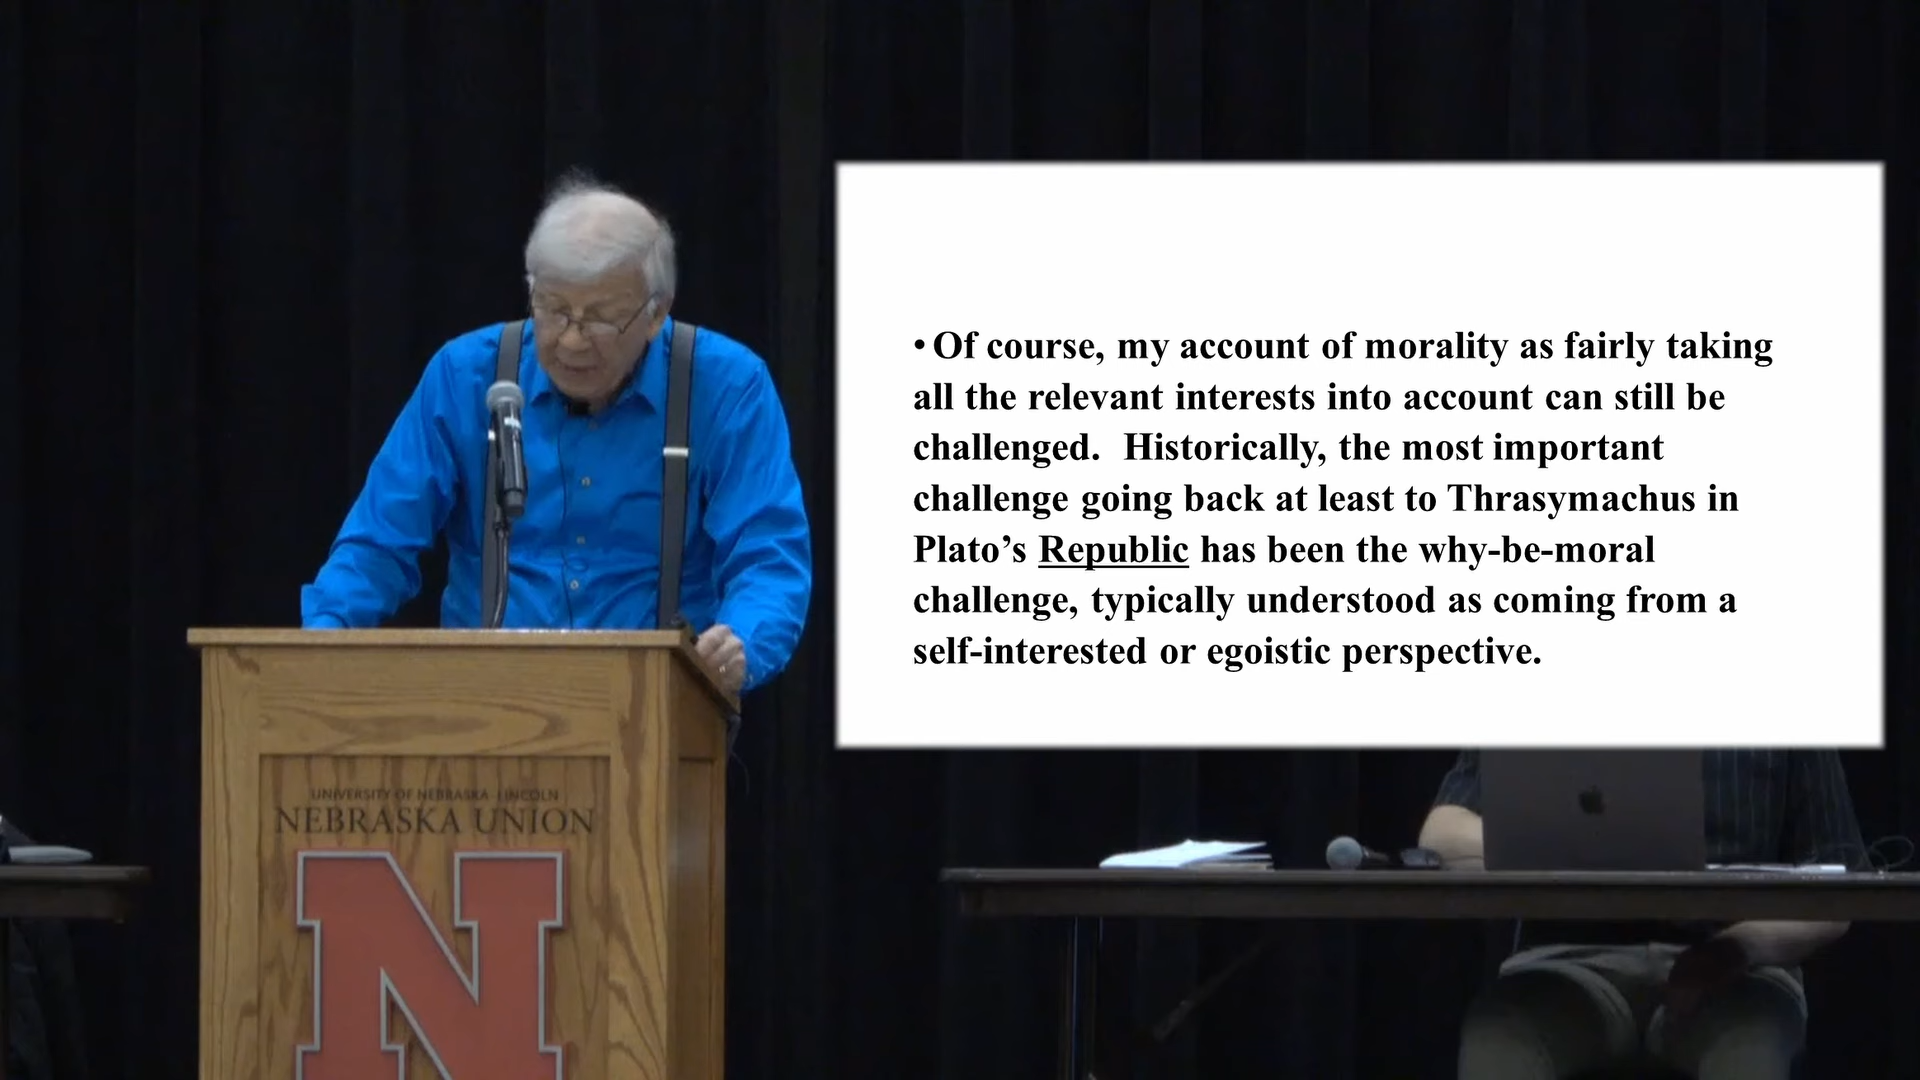 • Of course, my account of morality as fairly taking
all the relevant interests into account can still be
challenged.  Historically, the most important
challenge going back at least to Thrasymachus in
Plato’s Republic has been the why-be-moral
challenge, typically understood as coming from a
self-interested or egoistic perspective.
UNIVERSITY OF NEBRASKA-LINCOLN
NEBRASKA UNION
N